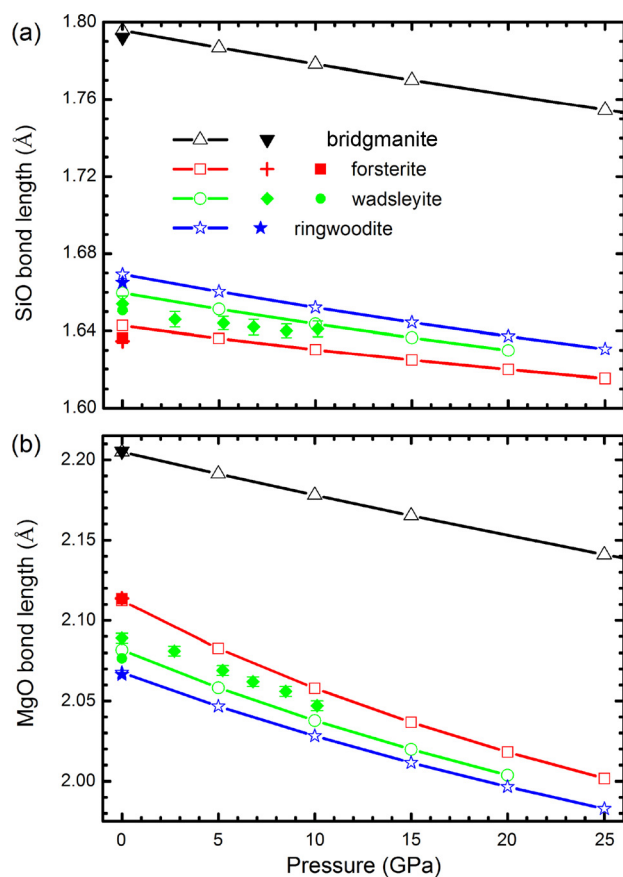 (a)
1.80
1.76
1.72
1.68
1.64
1.60
SiO bond length (Å)
bridgmanite
forsterite
wadsleyite
ringwoodite
(b)
2.20
2.15
2.10
2.05
2.00
MgO bond length (Å)
0 5 10 15 20 25
Pressure (GPa)